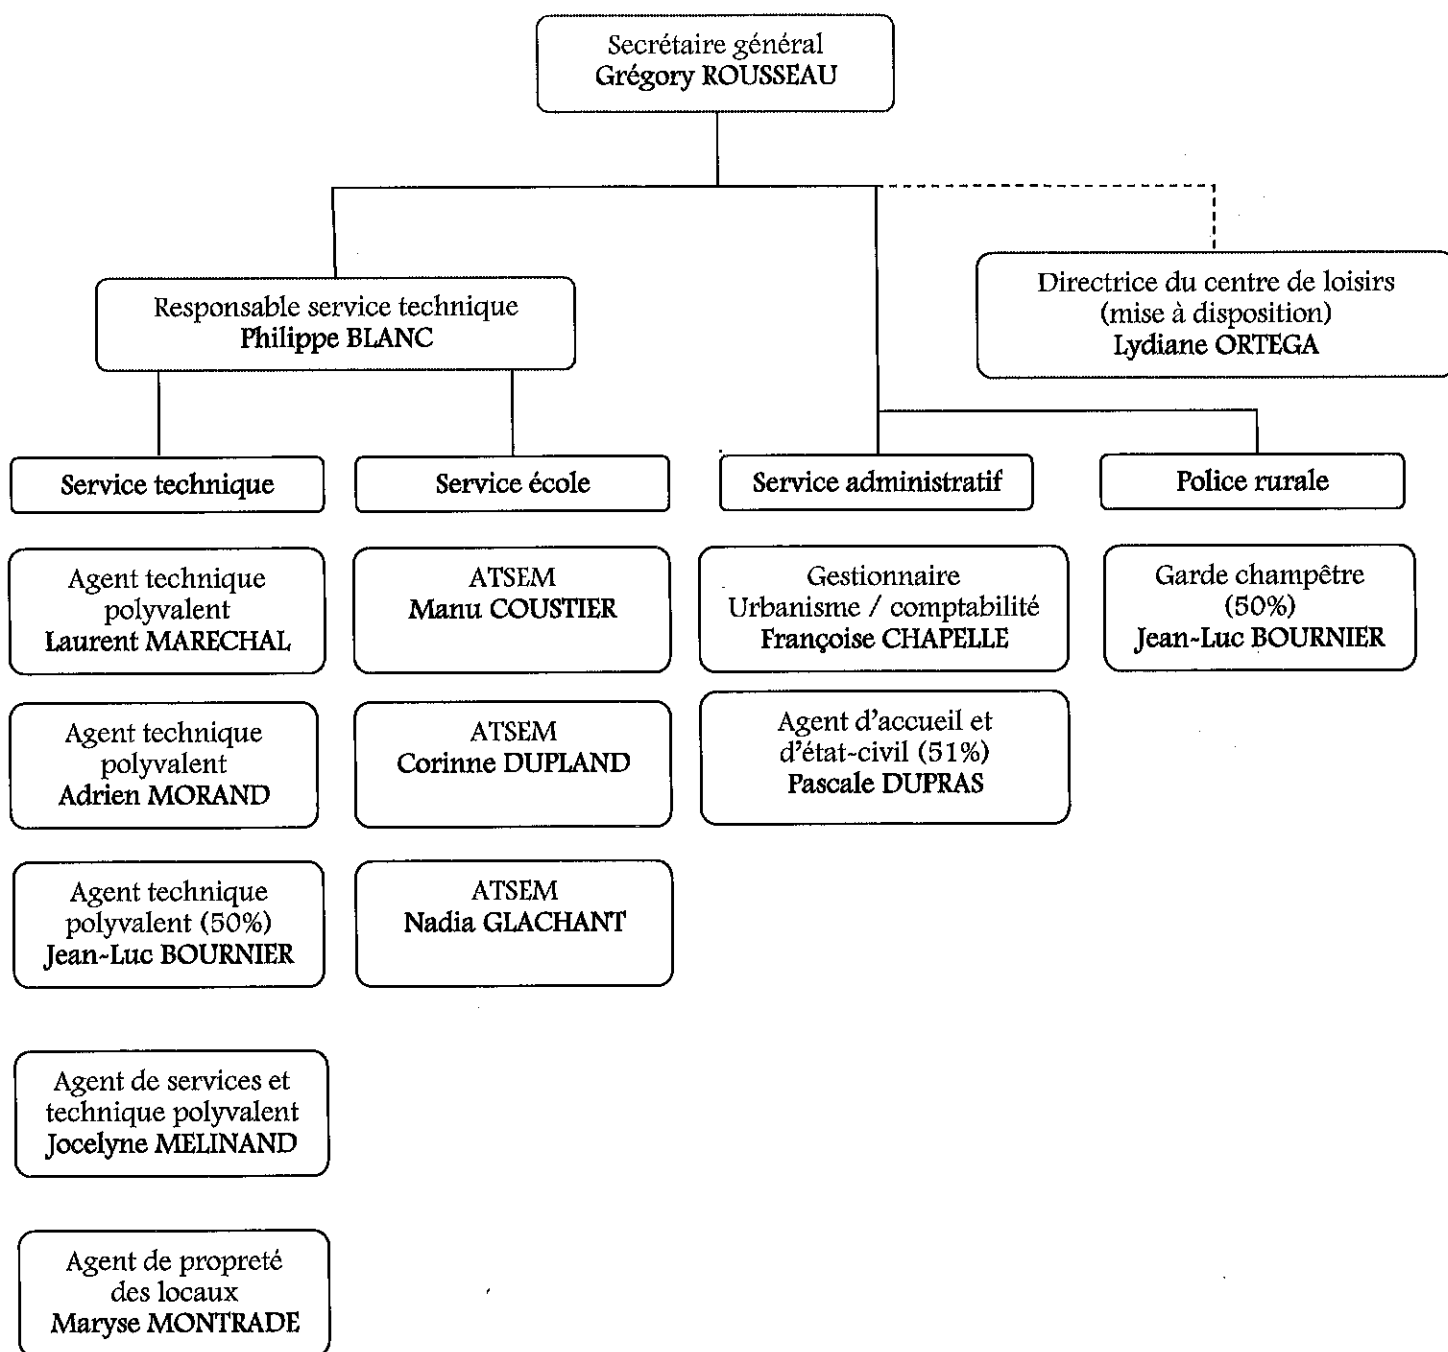 Secrétaire général
Grégory ROUSSEAU
Responsable service technique
Philippe BLANC
Directrice du centre de loisirs
(mise à disposition)
Lydiane ORTEGA
Service technique
Service école
Service administratif
Police rurale
Agent technique
polyvalent
Laurent MARECHAL
ATSEM
Manu COUSTIER
Gestionnaire
Urbanisme / comptabilité
Françoise CHAPELLE
Garde champêtre
(50%)
Jean-Luc BOURNIER
Agent technique
polyvalent
Adrien MORAND
ATSEM
Corinne DUPLAND
Agent d'accueil et
d'état-civil (51%)
Pascale DUPRAS
Agent technique
polyvalent (50%)
Jean-Luc BOURNIER
ATSEM
Nadia GLACHANT
Agent de services et
technique polyvalent
Jocelyne MELINAND
Agent de propreté
des locaux
Maryse MONTRADE